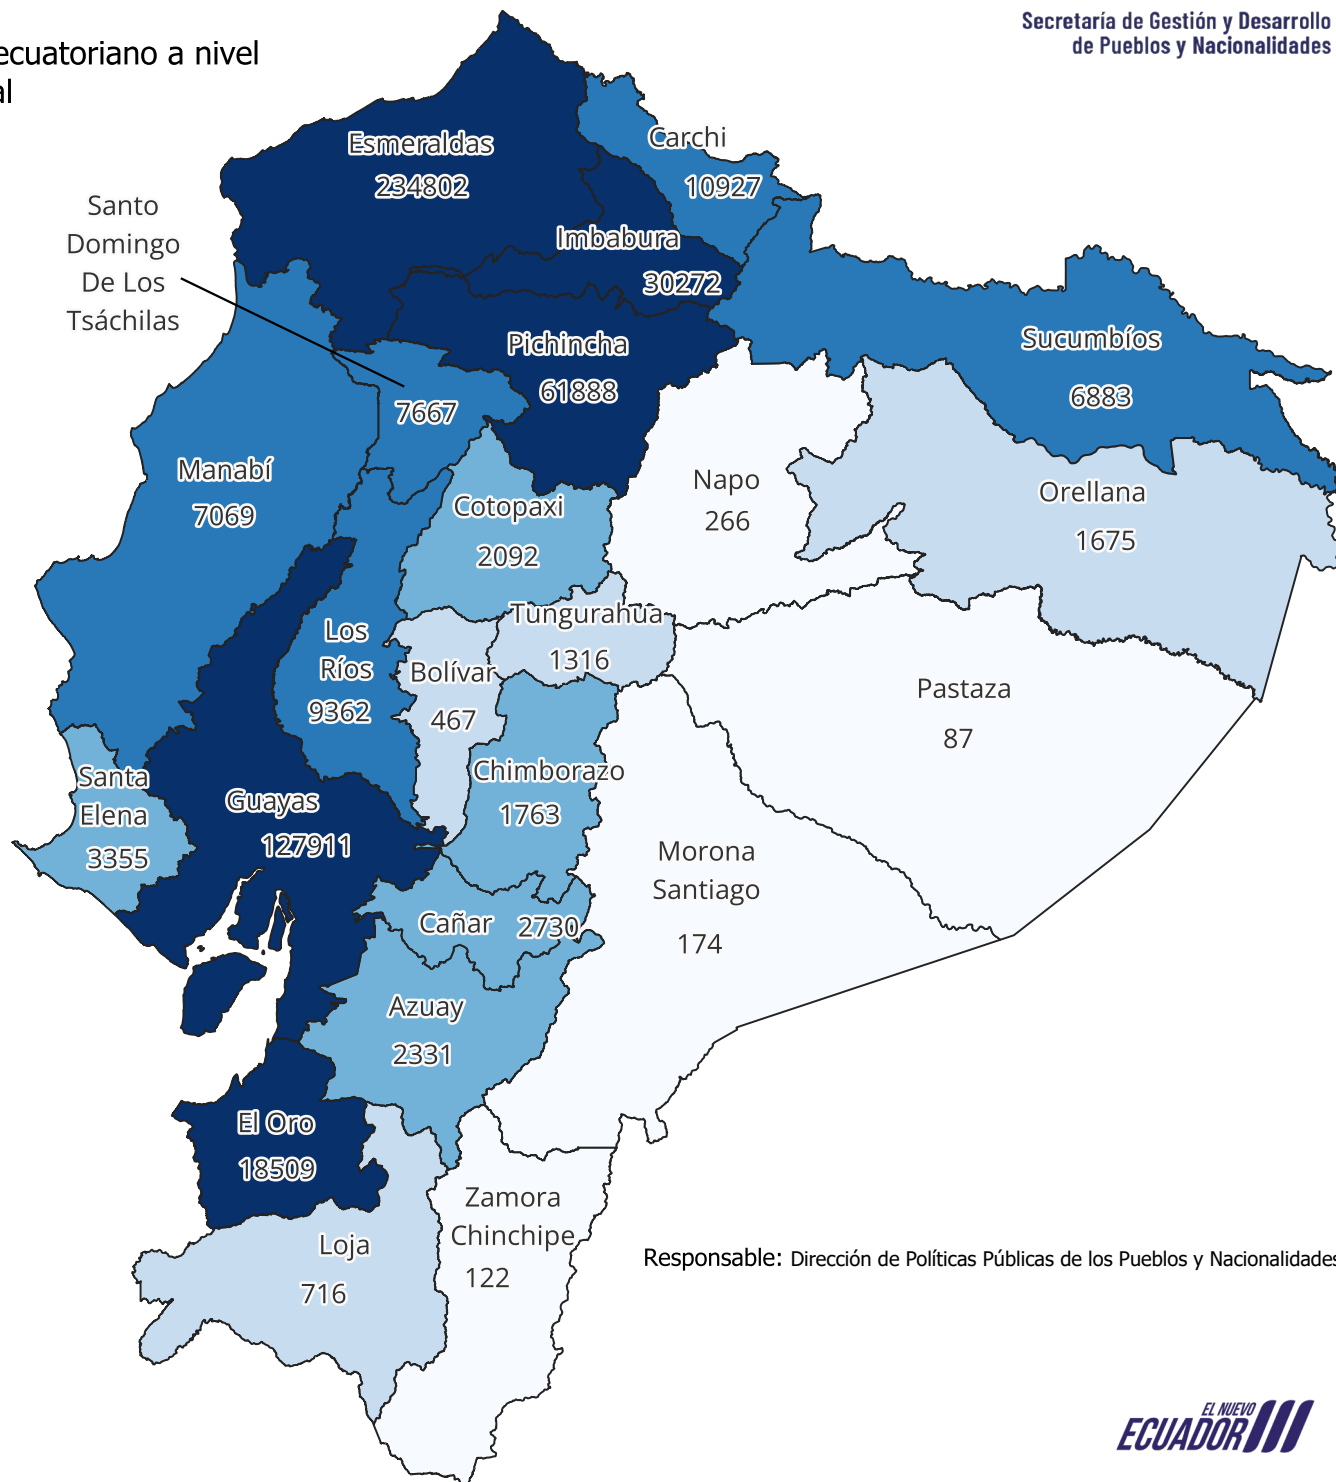 Secretaría de Gestión y Desarrollo
de Pueblos y Nacionalidades
ecuatoriano a nivel
al
Esmeraldas
234802
Carchi
10927
Santo
Domingo
De Los
Tsáchilas
7667
Imbabura
30272
Pichincha
61888
Sucumbíos
6883
Manabí
7069
Cotopaxi
2092
Napo
266
Orellana
1675
Los
Ríos
9362
Tungurahua
1316
Bolívar
467
Pastaza
87
Santa
Elena
3355
Guayas
127911
Chimborazo
1763
Morona
Santiago
174
Cañar 2730
Azuay
2331
El Oro
18509
Loja
716
Zamora
Chinchipe
122
Responsable: Dirección de Políticas Públicas de los Pueblos y Nacionalidades
EL NUEVO
ECUADOR